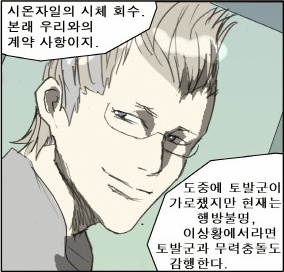 시온자일의 시체 회수.
본래 우리와의
계약 사항이지.
도중에 토발군이
가로챘지만 현재는
행방불명,
이상황에서라면
토발군과 무력충돌도
감행한다.